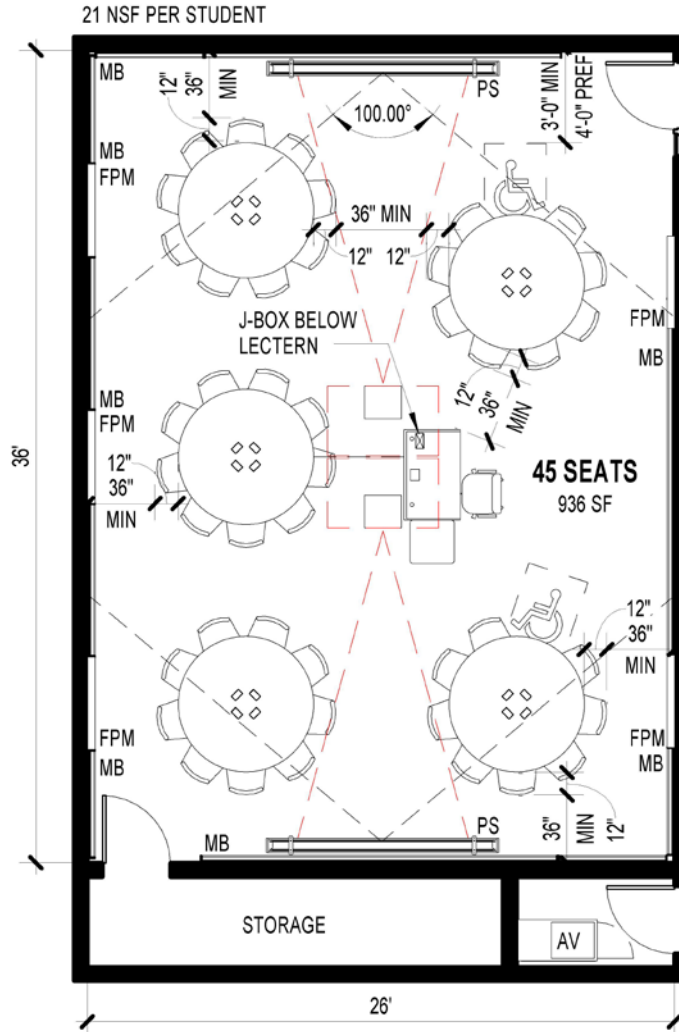 21 NSF PER STUDENT
MB
12"
36"
MIN
PS
100.00°
3'-0" MIN
4'-0" PREF
MB
FPM
36" MIN
12"
12"
J-BOX BELOW
LECTERN
FPM
MB
MB
FPM
12"
36"
MIN
36'
12"
36"
MIN
45 SEATS
936 SF
12"
36"
MIN
FPM
MB
FPM
MB
PS
MB
36"
MIN
12"
STORAGE
AV
26'